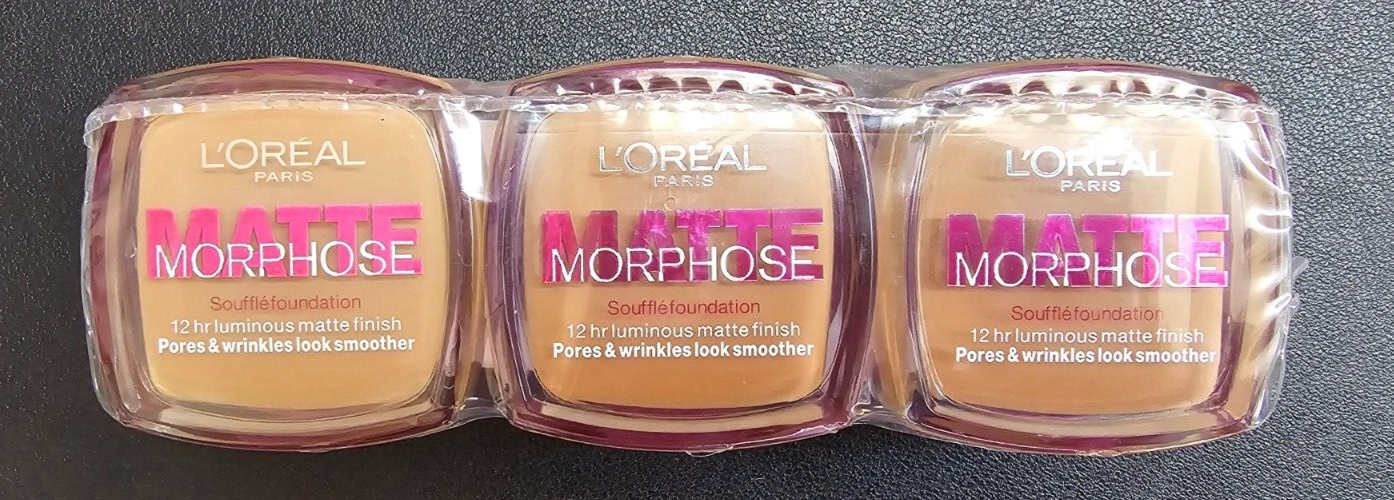 L'ORÉAL
PARIS
MATTE
MORPHOSE
Souffléfoundation
12 hr luminous matte finish
Pores & wrinkles look smoother
L'ORÉAL
PARIS
MATTE
MORPHOSE
Souffléfoundation
12 hr luminous matte finish
Pores & wrinkles look smoother
L'ORÉAL
PARIS
MATTE
MORPHOSE
Souffléfoundation
12 hr luminous matte finish
Pores & wrinkles look smoother